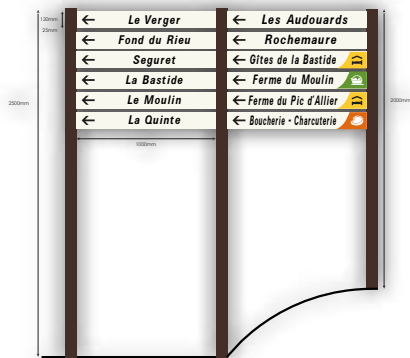 120mm
25mm
2500mm
2000mm
Le Verger
Fond du Rieu
Seguret
La Bastide
Le Moulin
La Quinte
1000mm
Les Audouards
Rochemaure
Gîtes de la Bastide
Ferme du Moulin
Ferme du Pic d'Allier
Boucherie • Charcuterie